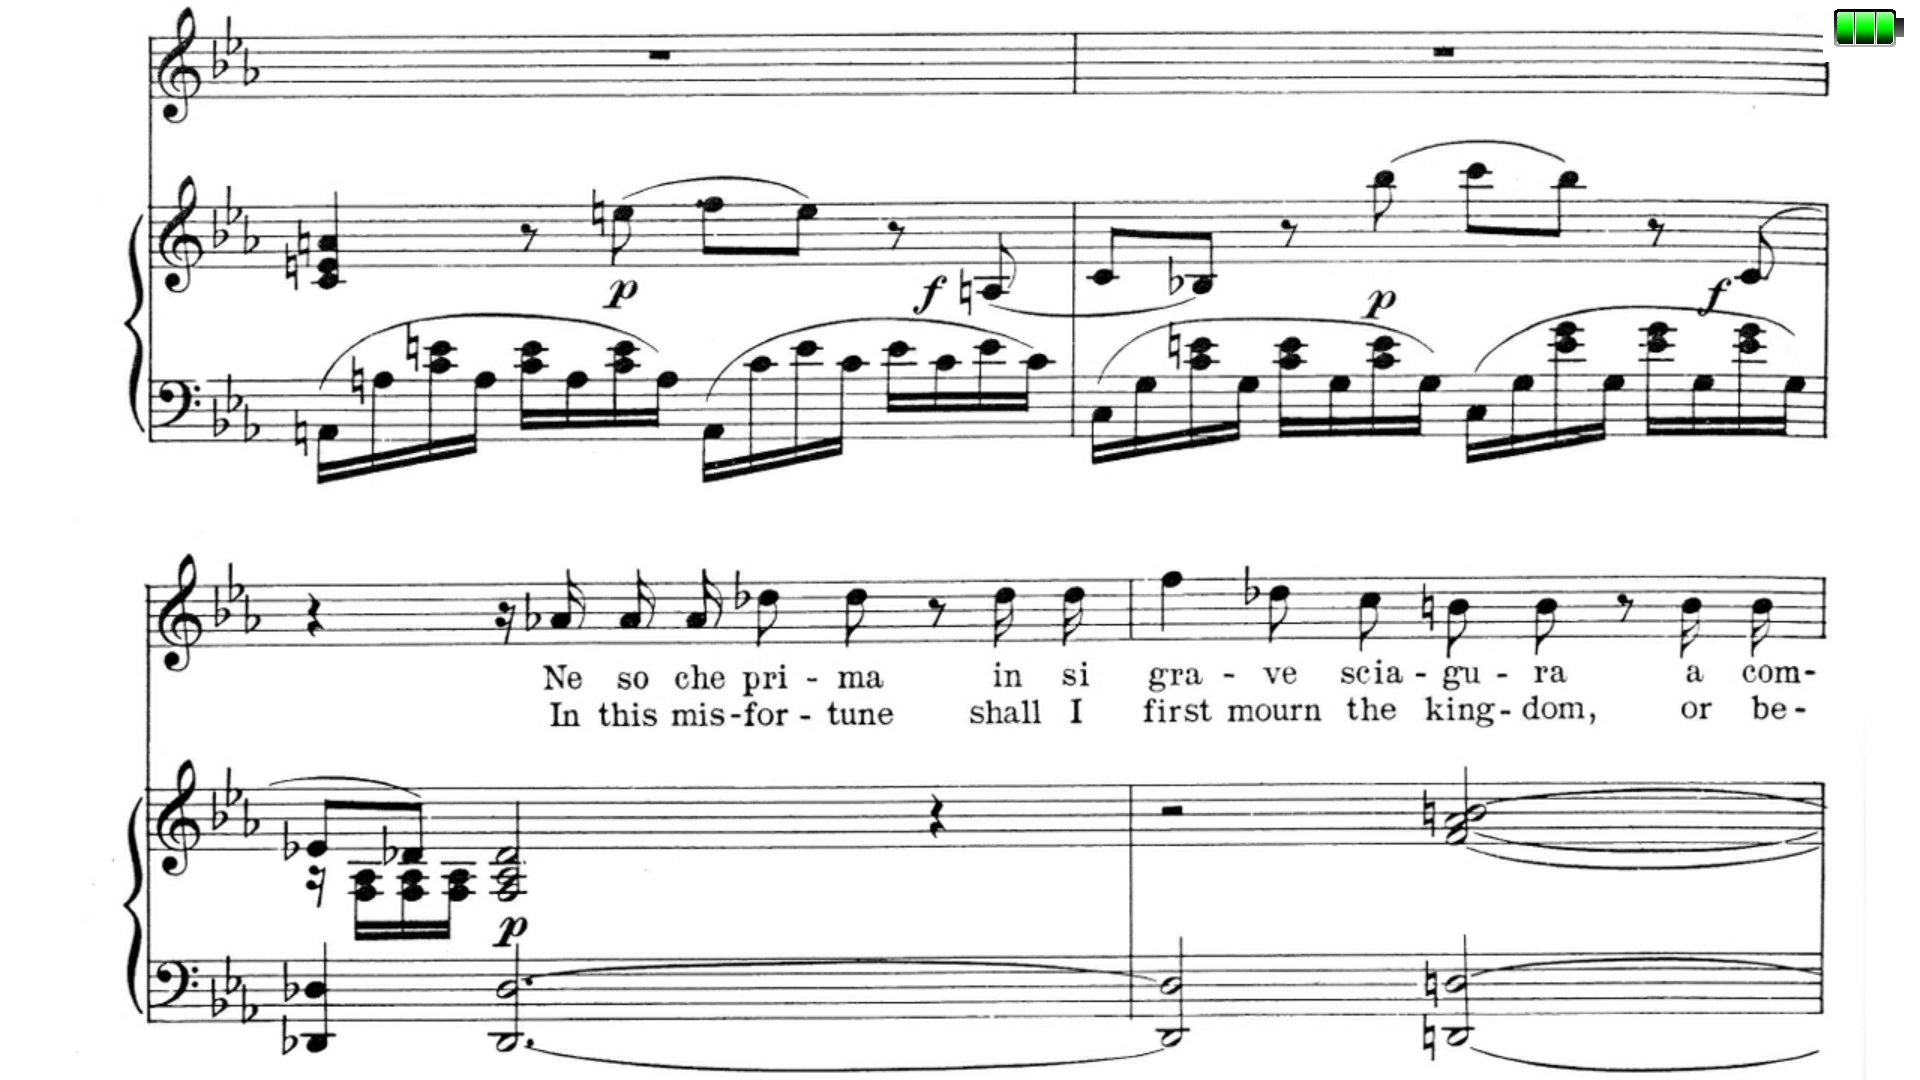 p f p f
Ne so che pri - ma in si gra - ve scia - gu - ra a com-
In this mis-for - tune shall I first mourn the king - dom, or be-
p